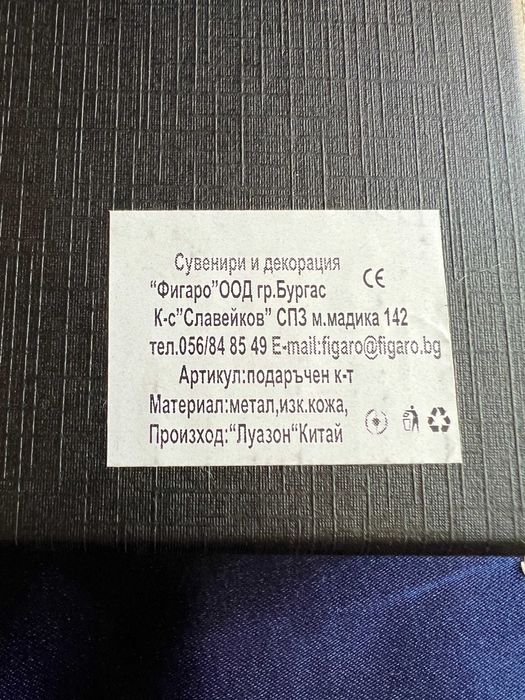 Сувенири и декорация
CE
“Фигаро”ООД гр.Бургас
К-с”Славейков” СПЗ м.мадика 142
тел.056/84 85 49 E-mail:figaro@figaro.bg
Артикул:подаръчен к-т
Материал:метал,изк.кожа,
Произход:“Луазон“Китай